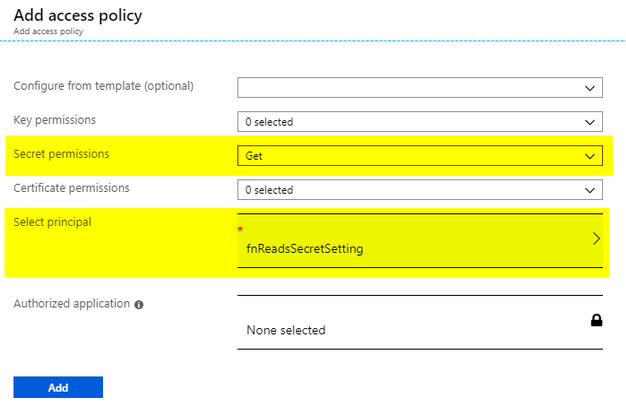 Add access policy
Add access policy
Configure from template (optional)
Key permissions
0 selected
Secret permissions
Get
Certificate permissions
0 selected
Select principal
*
fnReadsSecretSetting
Authorized application
None selected
Add